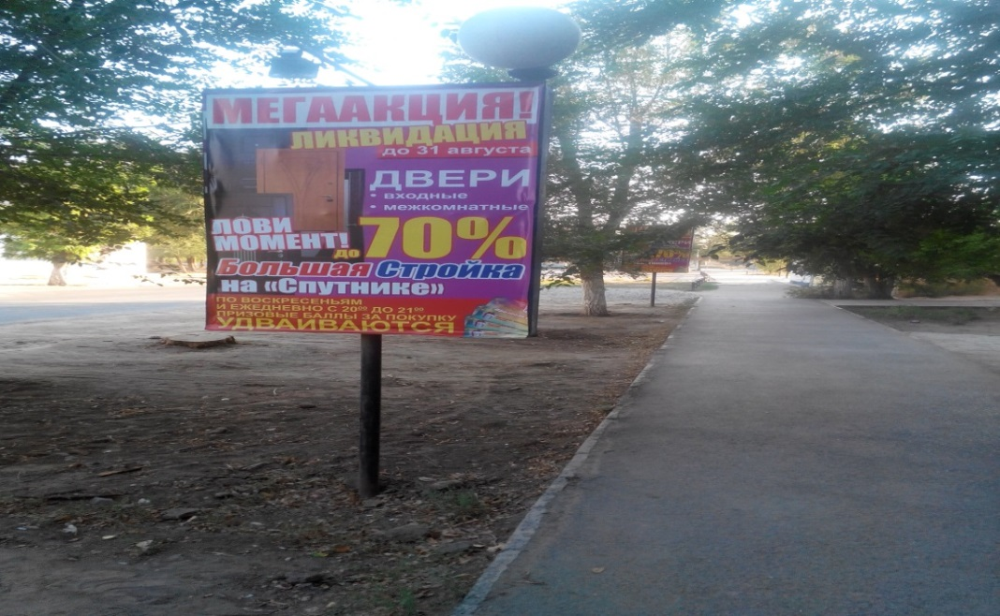 МЕГААКЦИЯ!
ЛИКВИДАЦИЯ
до 31 августа
ДВЕРИ
• входные
• межкомнатные
ЛОВИ
МОМЕНТ!
до 70%
Большая Стройка
на «Спутнике»
ПО ВОСКРЕСЕНЬЯМ
И ЕЖЕДНЕВНО С 20⁰⁰ ДО 21⁰⁰
ПРИЗОВЫЕ БАЛЛЫ ЗА ПОКУПКУ
УДВАИВАЮТСЯ
70%